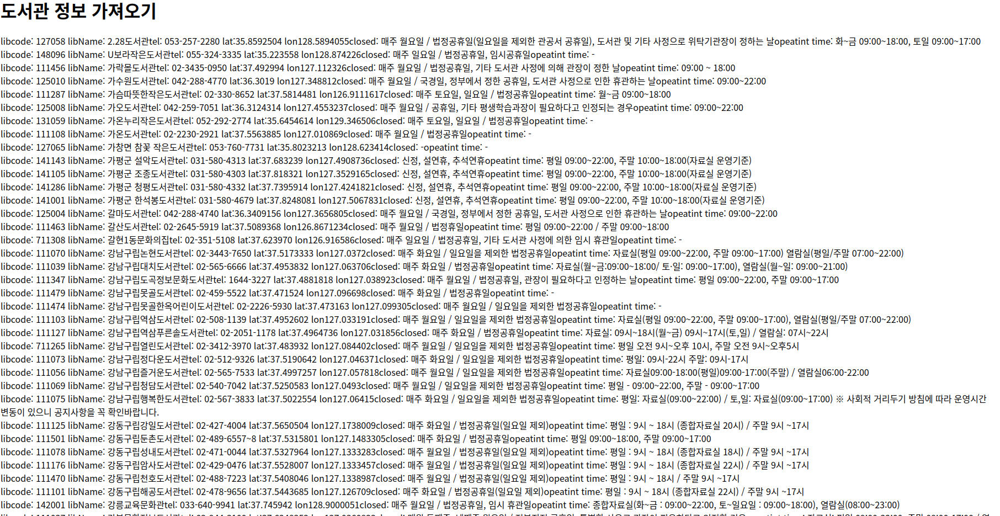 도서관 정보 가져오기
libcode: 127058 libName: 2.28도서관tel: 053-257-2280 lat:35.8592504 lon128.5894055closed: 매주 월요일 / 법정공휴일(일요일을 제외한 관공서 공휴일), 도서관 및 기타 사정으로 위탁기관장이 정하는 날opeatint time: 화~금 09:00~18:00, 토일 09:00~17:00
libcode: 148096 libName: U보라작은도서관tel: 055-324-3335 lat:35.223558 lon128.874226closed: 매주 일요일 / 법정공휴일, 임시공휴일opeatint time: -
libcode: 111456 libName: 가락몰도서관tel: 02-3435-0950 lat:37.492994 lon127.112326closed: 매주 월요일 / 법정공휴일, 기타 도서관 사정에 의해 관장이 정한 날opeatint time: 09:00 ~ 18:00
libcode: 125010 libName: 가수원도서관tel: 042-288-4770 lat:36.3019 lon127.348812closed: 매주 월요일 / 국경일, 정부에서 정한 공휴일, 도서관 사정으로 인한 휴관하는 날opeatint time: 09:00~22:00
libcode: 111287 libName: 가슴따뜻한작은도서관tel: 02-330-8652 lat:37.5814481 lon126.9111617closed: 매주 토요일, 일요일 / 법정공휴일opeatint time: 월~금 09:00~18:00
libcode: 125008 libName: 가오도서관tel: 042-259-7051 lat:36.3124314 lon127.4553237closed: 매주 월요일 / 공휴일, 기타 평생학습과장이 필요하다고 인정되는 경우opeatint time: 09:00~22:00
libcode: 131059 libName: 가온누리작은도서관tel: 052-292-2774 lat:35.6454614 lon129.346506closed: 매주 토요일, 일요일 / 법정공휴일opeatint time: -
libcode: 111108 libName: 가온도서관tel: 02-2230-2921 lat:37.5563885 lon127.010869closed: 매주 월요일 / 법정공휴일opeatint time: -
libcode: 127065 libName: 가창면 참꽃 작은도서관tel: 053-760-7731 lat:35.8023213 lon128.623414closed: -opeatint time: -
libcode: 141143 libName: 가평군 설악도서관tel: 031-580-4313 lat:37.683239 lon127.4908736closed: 신정, 설연휴, 추석연휴opeatint time: 평일 09:00~22:00, 주말 10:00~18:00(자료실 운영기준)
libcode: 141105 libName: 가평군 조종도서관tel: 031-580-4303 lat:37.818321 lon127.3529165closed: 신정, 설연휴, 추석연휴opeatint time: 평일 09:00~22:00, 주말 10:00~18:00(자료실 운영기준)
libcode: 141286 libName: 가평군 청평도서관tel: 031-580-4332 lat:37.7395914 lon127.4241821closed: 신정, 설연휴, 추석연휴opeatint time: 평일 09:00~22:00, 주말 10:00~18:00(자료실 운영기준)
libcode: 141001 libName: 가평군 한석봉도서관tel: 031-580-4679 lat:37.8248081 lon127.5067831closed: 신정, 설연휴, 추석연휴opeatint time: 평일 09:00~22:00, 주말 10:00~18:00(자료실 운영기준)
libcode: 125004 libName: 갈마도서관tel: 042-288-4740 lat:36.3409156 lon127.3656805closed: 매주 월요일 / 국경일, 정부에서 정한 공휴일, 도서관 사정으로 인한 휴관하는 날opeatint time: 09:00~22:00
libcode: 111463 libName: 갈산도서관tel: 02-2645-5919 lat:37.5089368 lon126.8671234closed: 매주 월요일 / 법정휴일opeatint time: 평일 09:00~22:00 / 주말 09:00~18:00
libcode: 711308 libName: 갈현1동문화의집tel: 02-351-5108 lat:37.623970 lon126.916586closed: 매주 일요일 / 법정공휴일, 기타 도서관 사정에 의한 임시 휴관일opeatint time: -
libcode: 111070 libName: 강남구립논현도서관tel: 02-3443-7650 lat:37.5173333 lon127.0372closed: 매주 화요일 / 일요일을 제외한 법정공휴일opeatint time: 자료실(평일 09:00~22:00, 주말 09:00~17:00) 열람실(평일/주말 07:00~22:00)
libcode: 111039 libName: 강남구립대치도서관tel: 02-565-6666 lat:37.4953832 lon127.063706closed: 매주 화요일 / 법정공휴일opeatint time: 자료실(월~금:09:00~18:00/ 토·일: 09:00~17:00), 열람실(월~일: 09:00~21:00)
libcode: 111347 libName: 강남구립도곡정보문화도서관tel: 1644-3227 lat:37.4881818 lon127.038923closed: 매주 월요일 / 법정공휴일, 관장이 필요하다고 인정하는 날opeatint time: 평일 09:00~22:00, 주말 09:00~17:00
libcode: 111479 libName: 강남구립못골도서관tel: 02-459-5522 lat:37.471524 lon127.096698closed: 매주 화요일 / 법정공휴일opeatint time: -
libcode: 111474 libName: 강남구립못골한옥어린이도서관tel: 02-2226-5930 lat:37.473163 lon127.099305closed: 매주 월요일 / 일요일을 제외한 법정공휴일opeatint time: -
libcode: 111103 libName: 강남구립역삼도서관tel: 02-508-1139 lat:37.4952602 lon127.033191closed: 매주 월요일 / 일요일을 제외한 법정공휴일opeatint time: 자료실(평일 09:00~22:00, 주말 09:00~17:00), 열람실(평일/주말 07:00~22:00)
libcode: 111127 libName: 강남구립역삼푸른솔도서관tel: 02-2051-1178 lat:37.4964736 lon127.031856closed: 매주 화요일 / 법정공휴일opeatint time: 자료실: 09시~18시(월~금) 09시~17시(토,일) / 열람실: 07시~22시
libcode: 711265 libName: 강남구립열린도서관tel: 02-3412-3970 lat:37.483932 lon127.084402closed: 매주 월요일 / 일요일을 제외한 법정공휴일opeatint time: 평일 오전 9시~오후 10시, 주말 오전 9시~오후5시
libcode: 111073 libName: 강남구립정다운도서관tel: 02-512-9326 lat:37.5190642 lon127.046371closed: 매주 화요일 / 일요일을 제외한 법정공휴일opeatint time: 평일: 09시-22시 주말: 09시-17시
libcode: 111056 libName: 강남구립즐거운도서관tel: 02-565-7533 lat:37.4997257 lon127.057818closed: 매주 월요일 / 일요일을 제외한 법정공휴일opeatint time: 자료실09:00-18:00(평일)09:00-17:00(주말) / 열람실06:00-22:00
libcode: 111069 libName: 강남구립청담도서관tel: 02-540-7042 lat:37.5250583 lon127.0493closed: 매주 월요일 / 일요일을 제외한 법정공휴일opeatint time: 평일 - 09:00~22:00, 주말 - 09:00~17:00
libcode: 111075 libName: 강남구립행복한도서관tel: 02-567-3833 lat:37.5022554 lon127.06415closed: 매주 화요일 / 일요일을 제외한 법정공휴일opeatint time: 평일: 자료실(09:00~22:00) / 토,일: 자료실(09:00~17:00) ※ 사회적 거리두기 방침에 따라 운영시간
변동이 있으니 공지사항을 꼭 확인바랍니다.
libcode: 111125 libName: 강동구립강일도서관tel: 02-427-4004 lat:37.5650504 lon127.1738009closed: 매주 화요일 / 법정공휴일(일요일 제외)opeatint time: 평일 : 9시 ~ 18시 (종합자료실 20시) / 주말 9시 ~17시
libcode: 111501 libName: 강동구립둔촌도서관tel: 02-489-6557~8 lat:37.5315801 lon127.1483305closed: 매주 화요일 / 법정공휴일opeatint time: 평일 09:00~18:00, 주말 09:00~17:00
libcode: 111078 libName: 강동구립성내도서관tel: 02-471-0044 lat:37.5327964 lon127.1333283closed: 매주 월요일 / 법정공휴일(일요일 제외)opeatint time: 평일 : 9시 ~ 18시 (종합자료실 18시) / 주말 9시 ~17시
libcode: 111176 libName: 강동구립암사도서관tel: 02-429-0476 lat:37.5528007 lon127.1333457closed: 매주 월요일 / 법정공휴일(일요일 제외)opeatint time: 평일 : 9시 ~ 18시 (종합자료실 22시) / 주말 9시 ~17시
libcode: 111470 libName: 강동구립천호도서관tel: 02-488-7223 lat:37.5408046 lon127.1338987closed: 매주 월요일 / 법정공휴일(일요일 제외)opeatint time: 평일 : 9시 ~ 18시 / 주말 9시 ~17시
libcode: 111101 libName: 강동구립해공도서관tel: 02-478-9656 lat:37.5443685 lon127.126709closed: 매주 화요일 / 법정공휴일(일요일 제외)opeatint time: 평일 : 9시 ~ 18시 (종합자료실 22시) / 주말 9시 ~17시
libcode: 142001 libName: 강릉교육문화관tel: 033-640-9941 lat:37.745942 lon128.9000051closed: 매주 월요일 / 법정공휴일, 임시 휴관일opeatint time: 종합자료실(화~금 : 09:00~22:00, 토~일요일 : 09:00~18:00), 열람실(08:00~23:00)